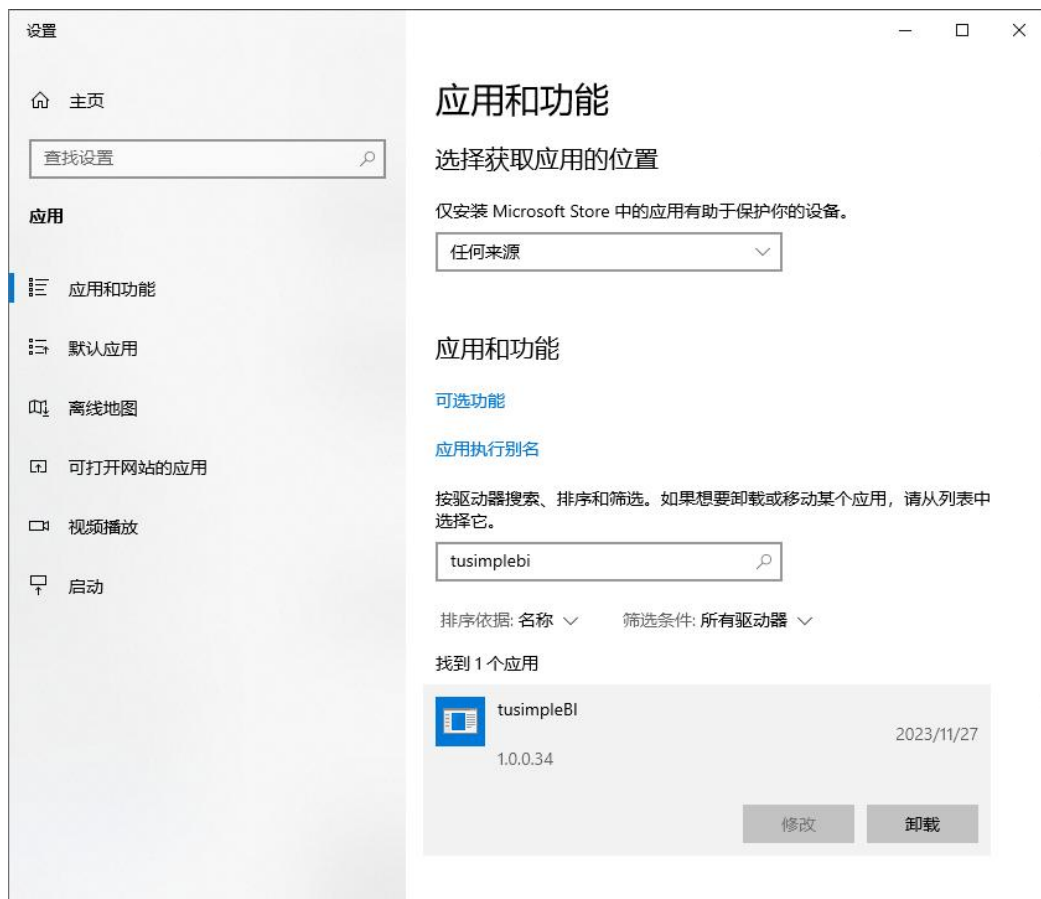 设置
主页
查找设置
应用
应用和功能
默认应用
离线地图
可打开网站的应用
视频播放
启动
应用和功能
选择获取应用的位置
仅安装 Microsoft Store 中的应用有助于保护你的设备。
任何来源
应用和功能
可选功能
应用执行别名
按驱动器搜索、排序和筛选。如果想要卸载或移动某个应用，请从列表中
选择它。
tusimplebi
排序依据: 名称 筛选条件: 所有驱动器
找到 1 个应用
tusimpleBI
2023/11/27
1.0.0.34
修改 卸载